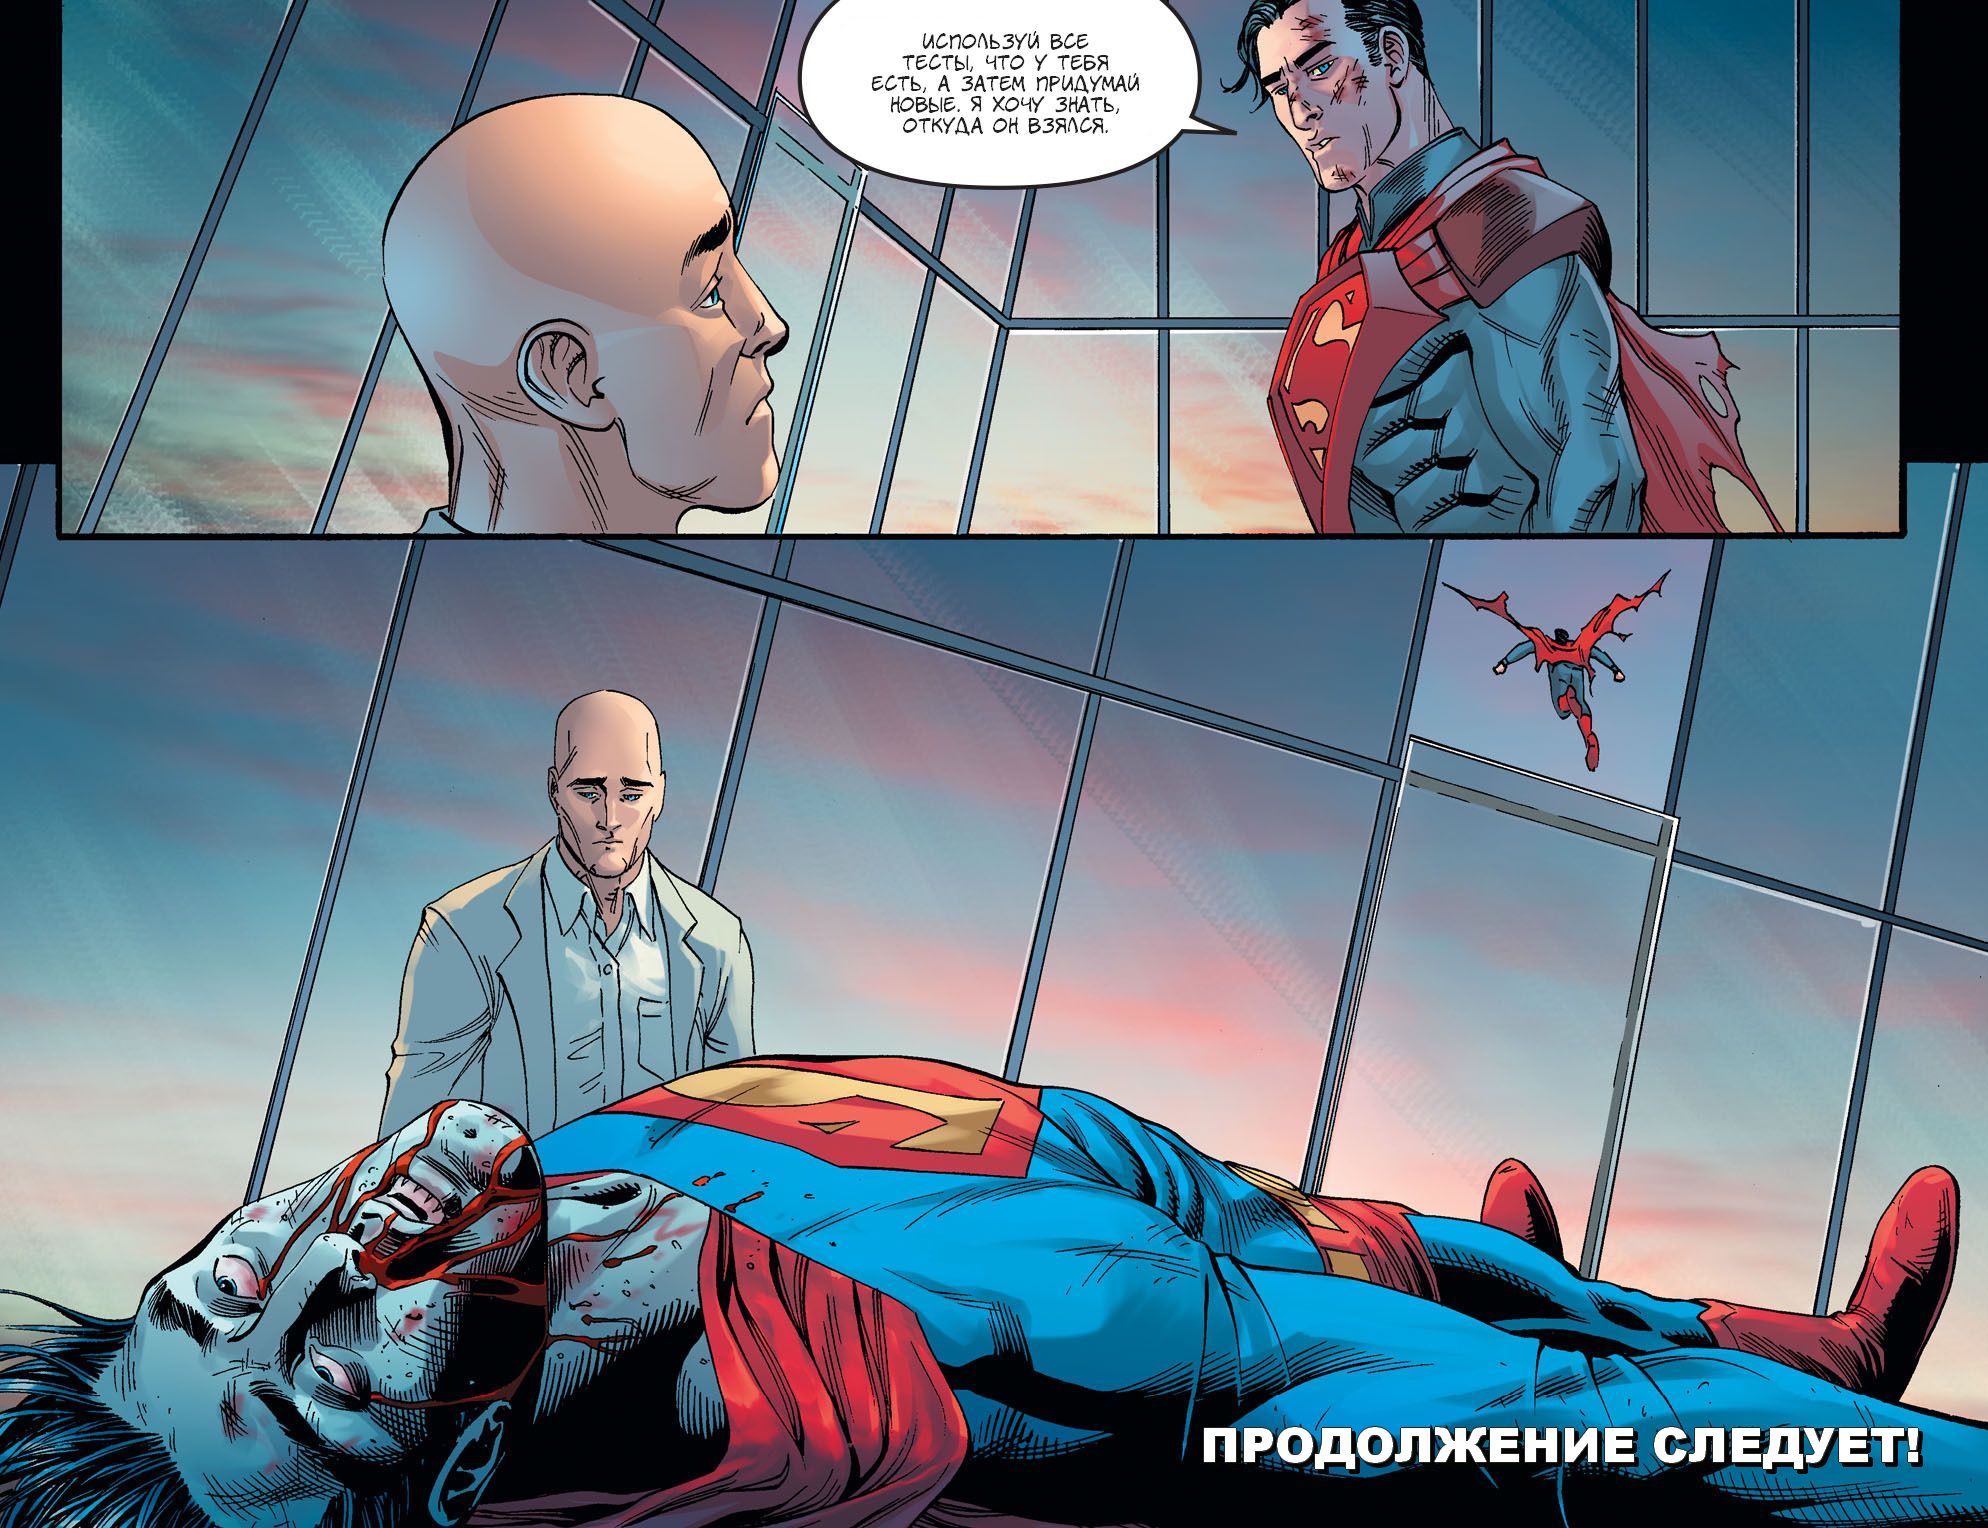 ИСПОЛЬЗУЙ ВСЕ
ТЕСТЫ, ЧТО У ТЕБЯ
ЕСТЬ, А ЗАТЕМ ПРИДУМАЙ
НОВЫЕ. Я ХОЧУ ЗНАТЬ,
ОТКУДА ОН ВЗЯЛСЯ.
ПРОДОЛЖЕНИЕ СЛЕДУЕТ!